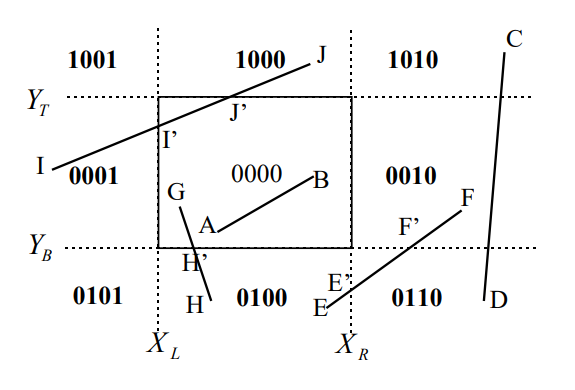 C
1001 1000 J 1010
Y_T
J'
I'
I
0001 G 0000 B 0010
F
A F'
Y_B
H'
E'
0101 H 0100 E 0110 D
X_L X_R